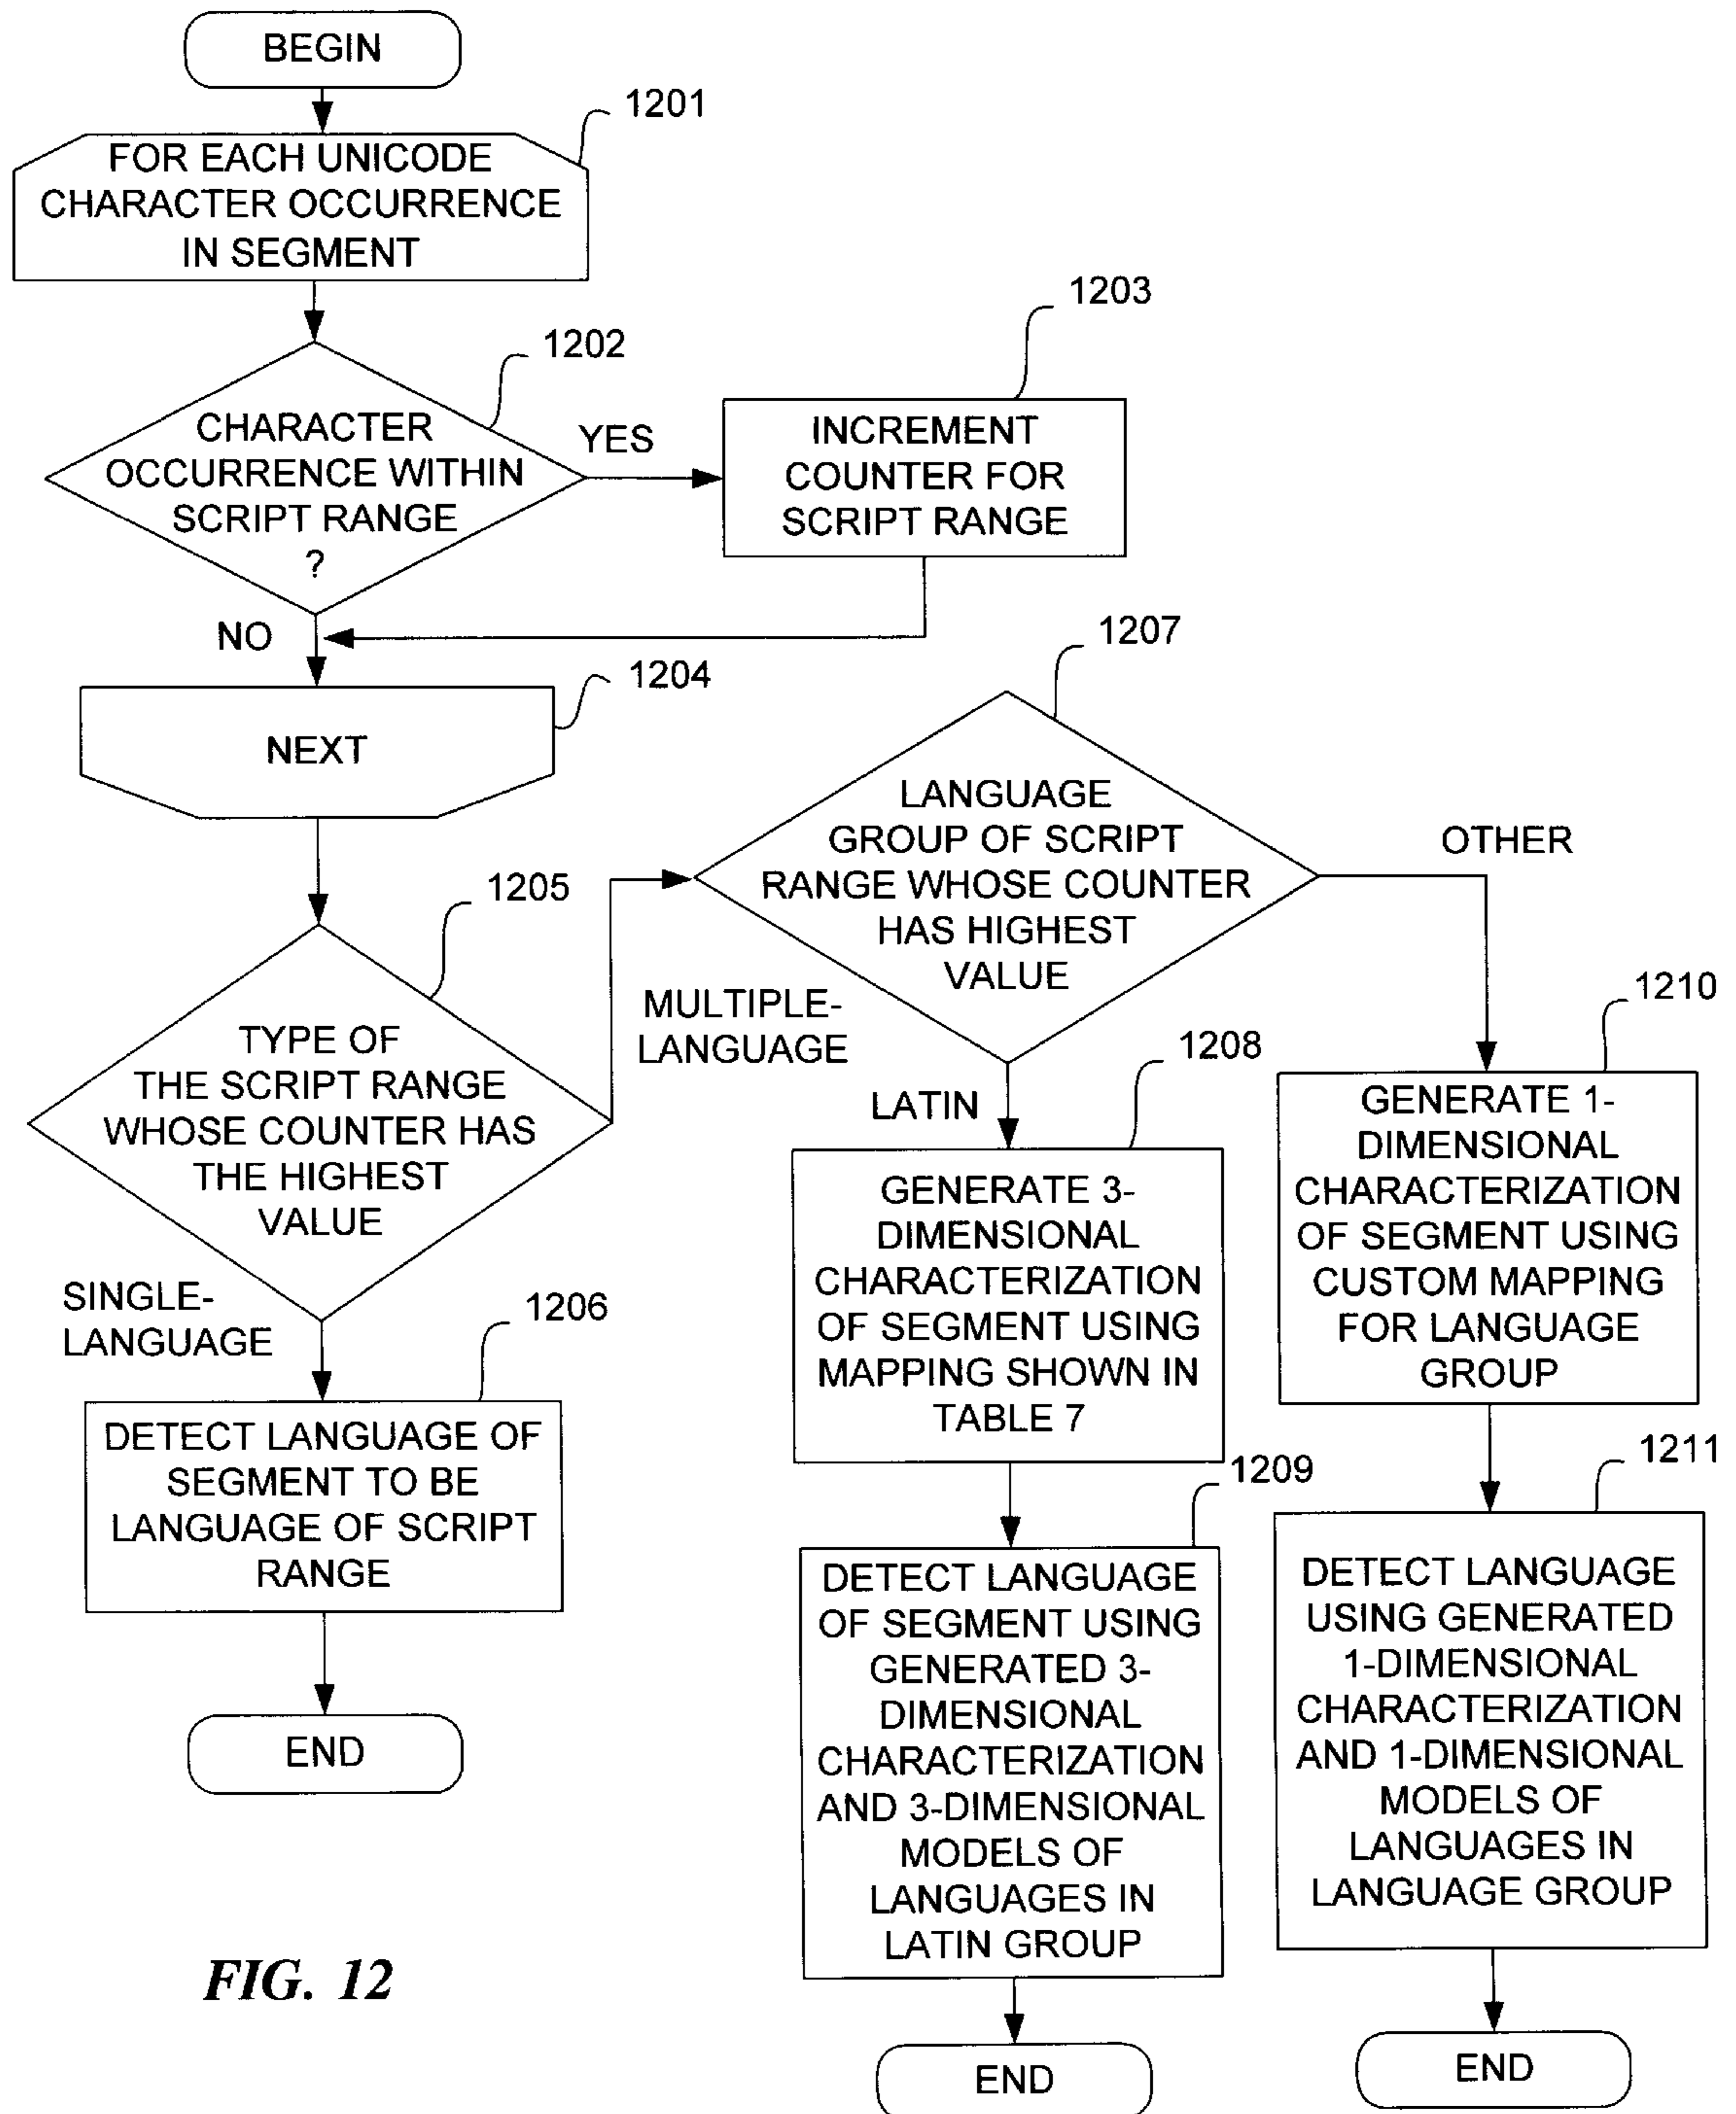 BEGIN
1201
FOR EACH UNICODE
CHARACTER OCCURRENCE
IN SEGMENT
1202
CHARACTER
OCCURRENCE WITHIN
SCRIPT RANGE
?
YES
1203
INCREMENT
COUNTER FOR
SCRIPT RANGE
NO
1204
NEXT
1205
TYPE OF
THE SCRIPT RANGE
WHOSE COUNTER HAS
THE HIGHEST
VALUE
SINGLE-
LANGUAGE
1206
DETECT LANGUAGE OF
SEGMENT TO BE
LANGUAGE OF SCRIPT
RANGE
END
MULTIPLE-
LANGUAGE
1207
LANGUAGE
GROUP OF SCRIPT
RANGE WHOSE COUNTER
HAS HIGHEST
VALUE
LATIN
1208
GENERATE 3-
DIMENSIONAL
CHARACTERIZATION
OF SEGMENT USING
MAPPING SHOWN IN
TABLE 7
1209
DETECT LANGUAGE
OF SEGMENT USING
GENERATED 3-
DIMENSIONAL
CHARACTERIZATION
AND 3-DIMENSIONAL
MODELS OF
LANGUAGES IN
LATIN GROUP
END
OTHER
1210
GENERATE 1-
DIMENSIONAL
CHARACTERIZATION
OF SEGMENT USING
CUSTOM MAPPING
FOR LANGUAGE
GROUP
1211
DETECT LANGUAGE
USING GENERATED
1-DIMENSIONAL
CHARACTERIZATION
AND 1-DIMENSIONAL
MODELS OF
LANGUAGES IN
LANGUAGE GROUP
END
FIG. 12